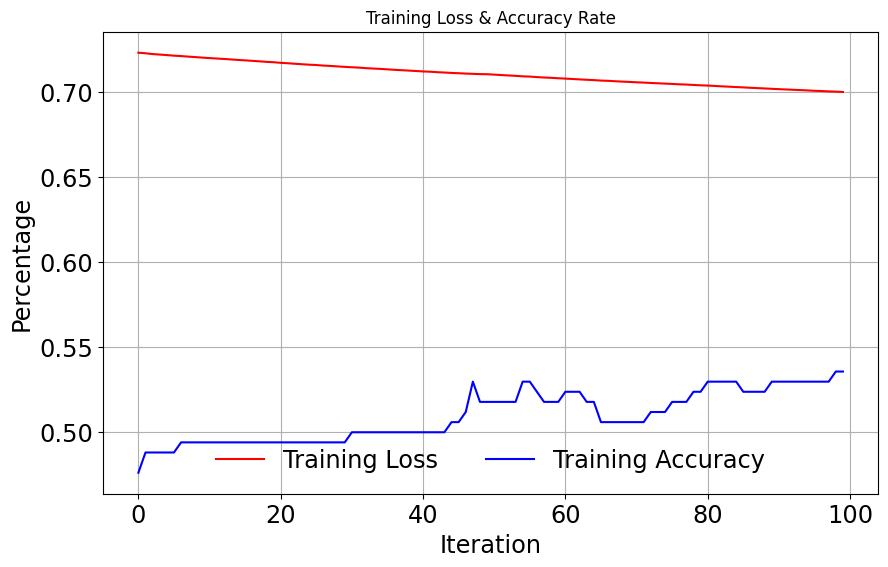 Training Loss & Accuracy Rate
Percentage
0.70
0.65
0.60
0.55
0.50
Training Loss
Training Accuracy
0 20 40 60 80 100
Iteration